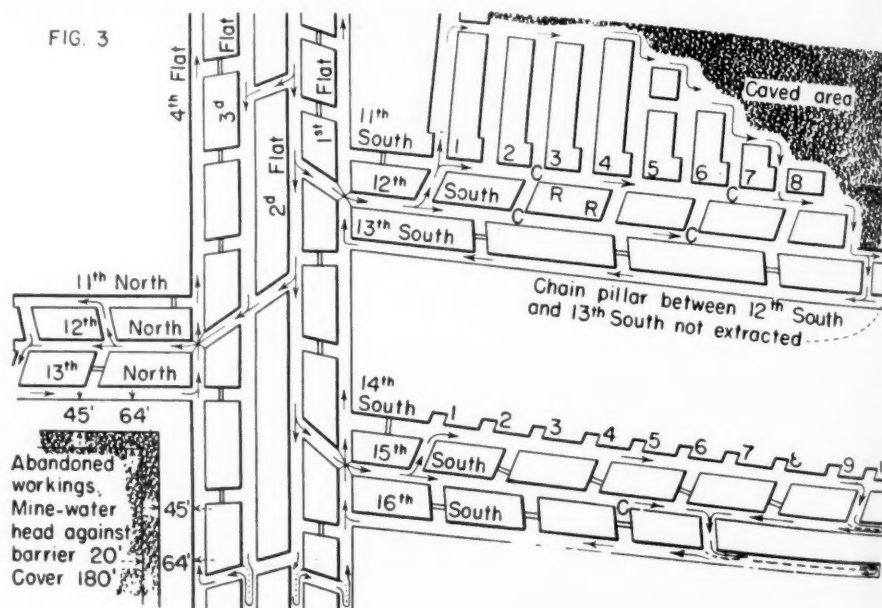 FIG. 3
4th Flat
3d Flat
2d Flat
1st Flat
11th South
12th South
13th South
1
2
3
4
5
6
7
8
C
C
C
C
R
R
Caved area
Chain pillar between 12th South
and 13th South not extracted
11th North
12th North
13th North
45'
64'
Abandoned
workings,
Mine-water
head against
barrier 20'
Cover 180'
45'
64'
14th
South
15th South
16th South
1
2
3
4
5
6
7
8
9
C